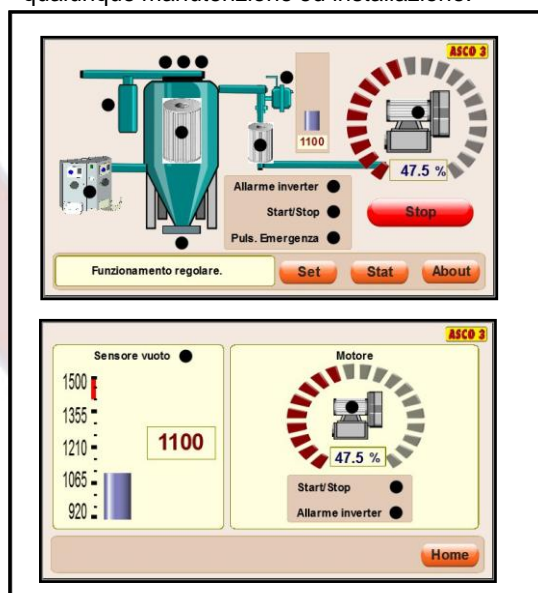 qualunque manutenzione od installazione.
ASCO 3
1100
47.5 %
Allarme inverter
Start/Stop
Puls. Emergenza
Stop
Funzionamento regolare.
Set
Stat
About
ASCO 3
Sensore vuoto
Motore
1500
1355
1210
1065
920
1100
47.5 %
Start/Stop
Allarme inverter
Home